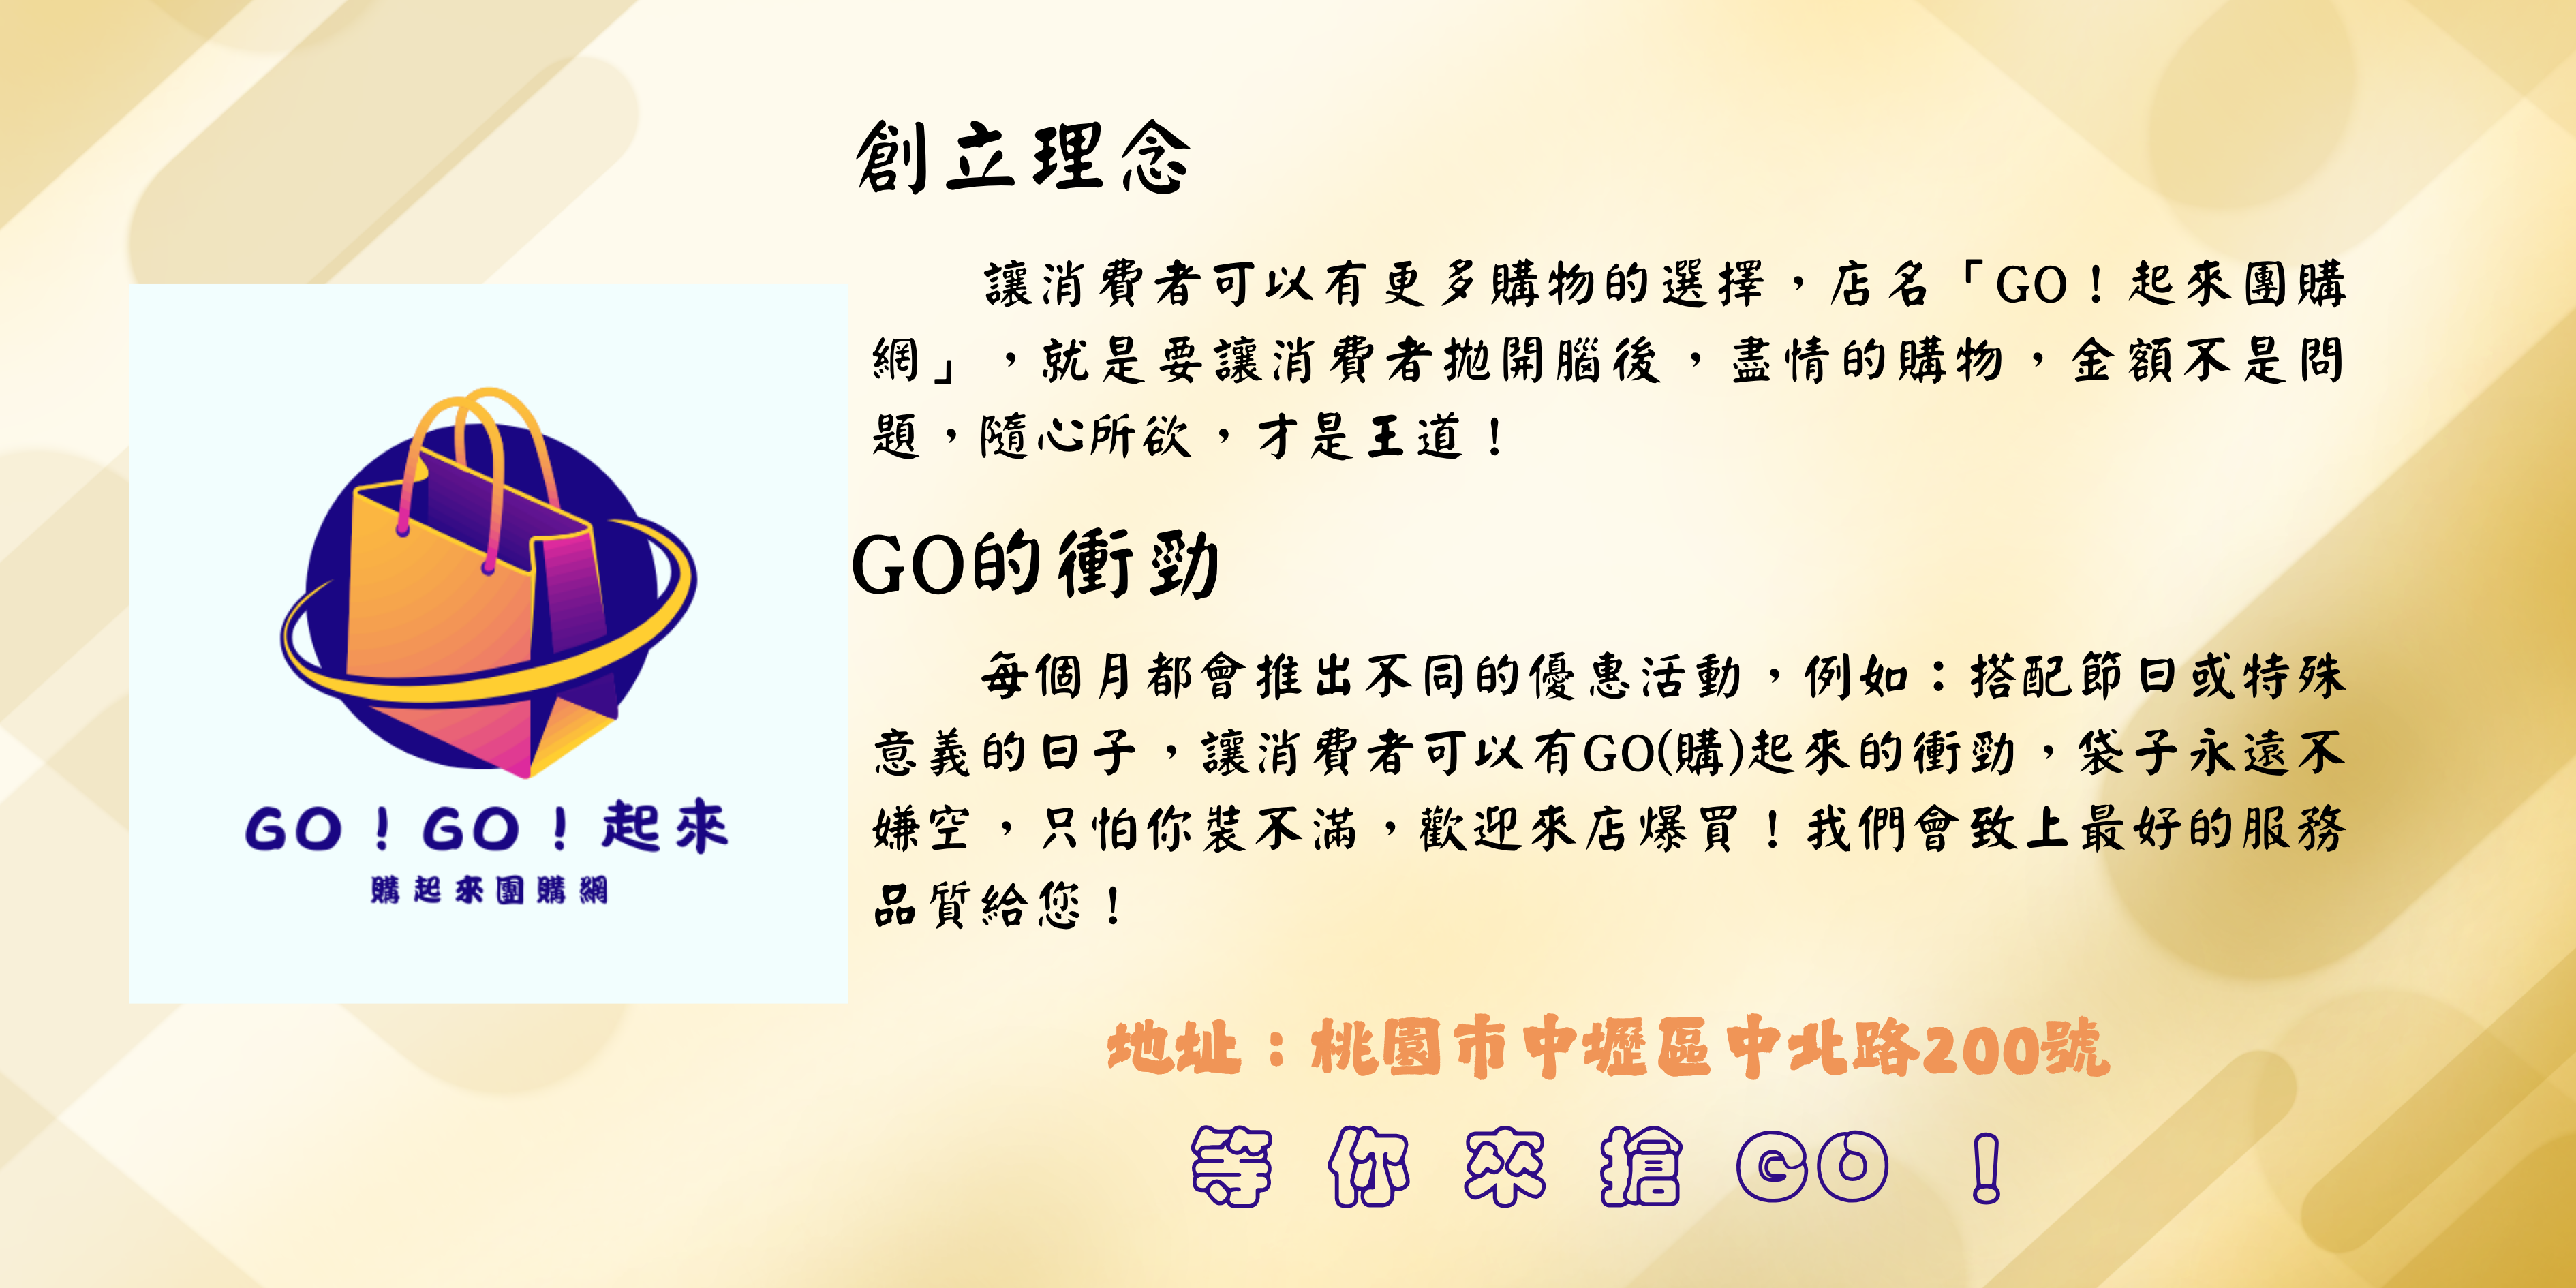 創立理念
讓消費者可以有更多購物的選擇，店名「GO！起來團購
網」，就是要讓消費者拋開腦後，盡情的購物，金額不是問
題，隨心所欲，才是王道！
GO的衝勁
每個月都會推出不同的優惠活動，例如：搭配節日或特殊
意義的日子，讓消費者可以有GO(購)起來的衝勁，袋子永遠不
嫌空，只怕你裝不滿，歡迎來店爆買！我們會致上最好的服務
品質給您！
GO！GO！起來
購起來團購網
地址：桃園市中壢區中北路200號
等你來搶GO！